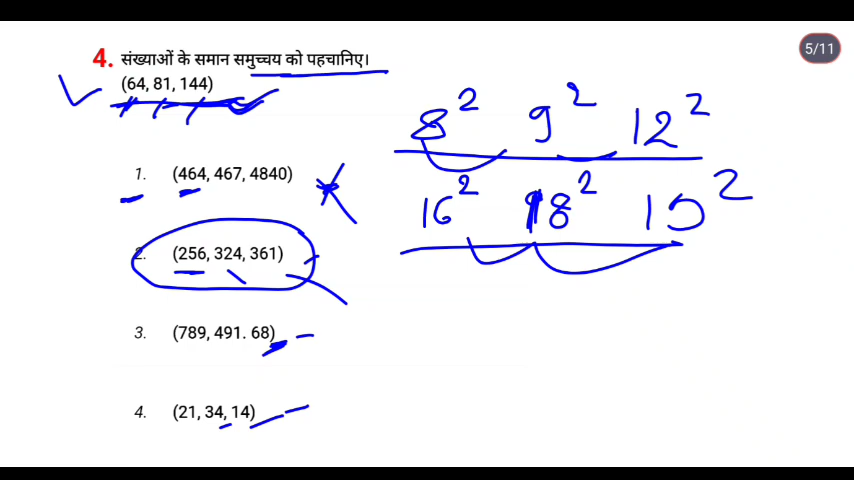 5/11
4. संख्याओं के समान समुच्चय को पहचानिए।
(64, 81, 144)
8² 9² 12²
1. (464, 467, 4840)
16² 18² 19²
2. (256, 324, 361)
3. (789, 491. 68)
4. (21, 34, 14)